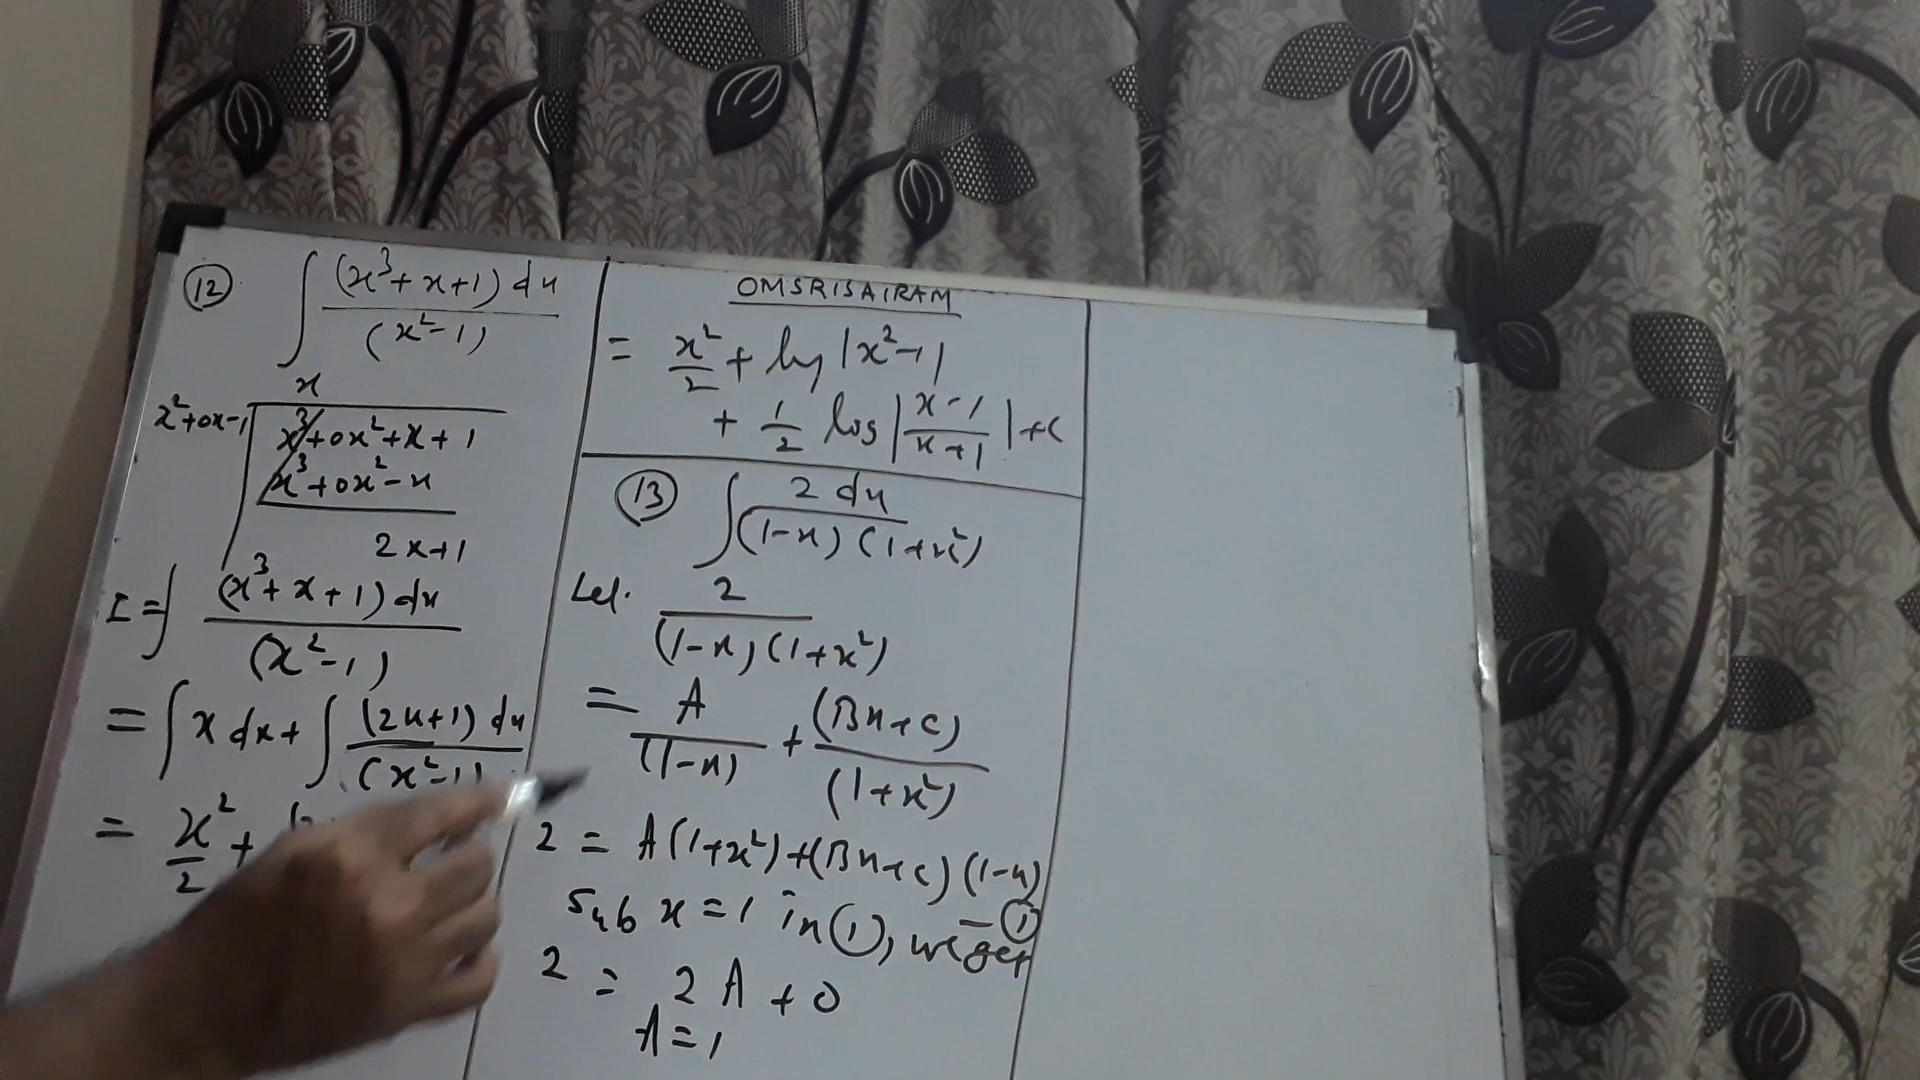 (12) ∫ (x³+x+1) dx / (x²-1)
x
x²+0x-1 | x³+0x²+x+1
x³+0x²-x
2x+1
I = ∫ (x³+x+1) dx / (x²-1)
= ∫ x dx + ∫ (2x+1) dx / (x²-1)
= x²/2 +
OMSRISAIRAM
= x²/2 + log |x²-1|
+ 1/2 log |x-1 / x+1| + c
(13) ∫ 2 dx / (1-x)(1+x²)
Let. 2 / (1-x)(1+x²)
= A / (1-x) + (Bx+C) / (1+x²)
2 = A(1+x²)+(Bx+C)(1-x)
— (1)
Sub x=1 in (1), we get
2 = 2A+0
A=1